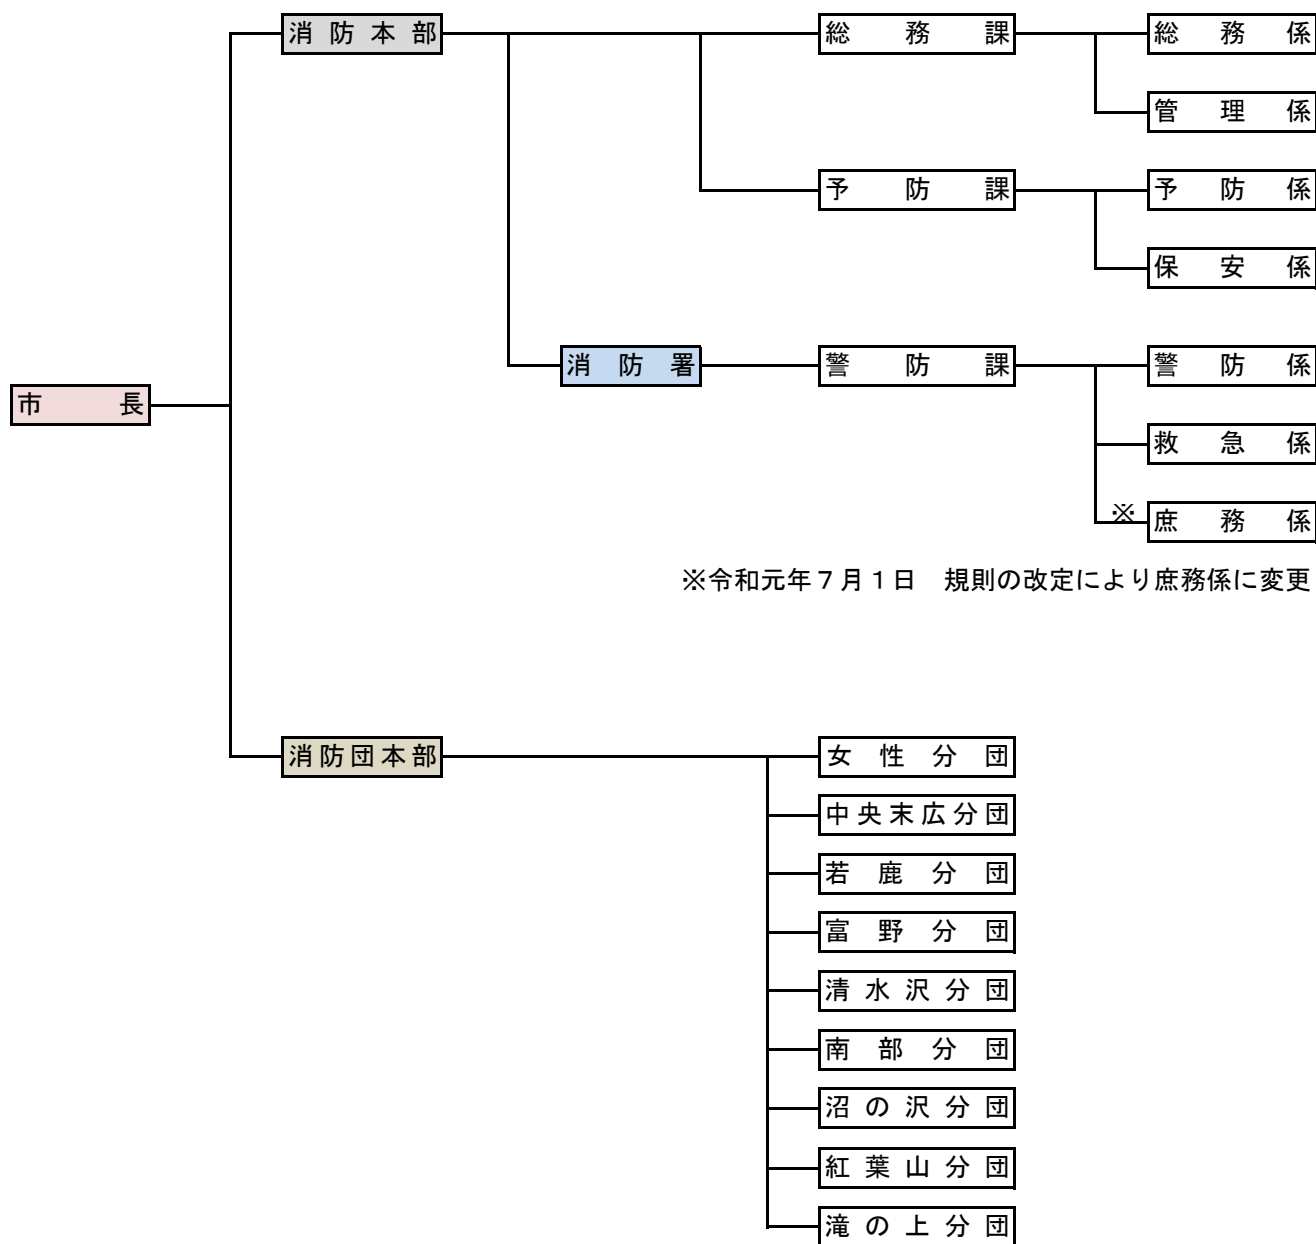 消防本部
総務課
総務係
管理係
予防課
予防係
保安係
消防署
警防課
警防係
市長
救急係
※
庶務係
※令和元年７月１日　規則の改定により庶務係に変更
消防団本部
女性分団
中央末広分団
若鹿分団
富野分団
清水沢分団
南部分団
沼の沢分団
紅葉山分団
滝の上分団